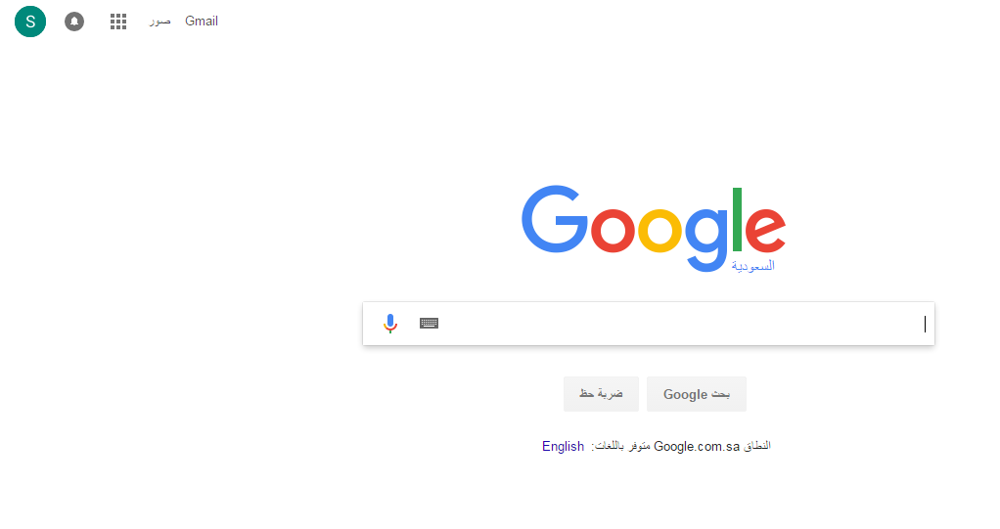 Gmail صور S
Google
السعودية
بحث Google ضربة حظ
النطاق Google.com.sa متوفر باللغات: English